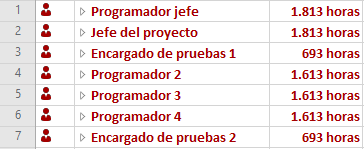 1 Programador jefe 1.813 horas
2 Jefe del proyecto 1.813 horas
3 Encargado de pruebas 1 693 horas
4 Programador 2 1.613 horas
5 Programador 3 1.613 horas
6 Programador 4 1.613 horas
7 Encargado de pruebas 2 693 horas